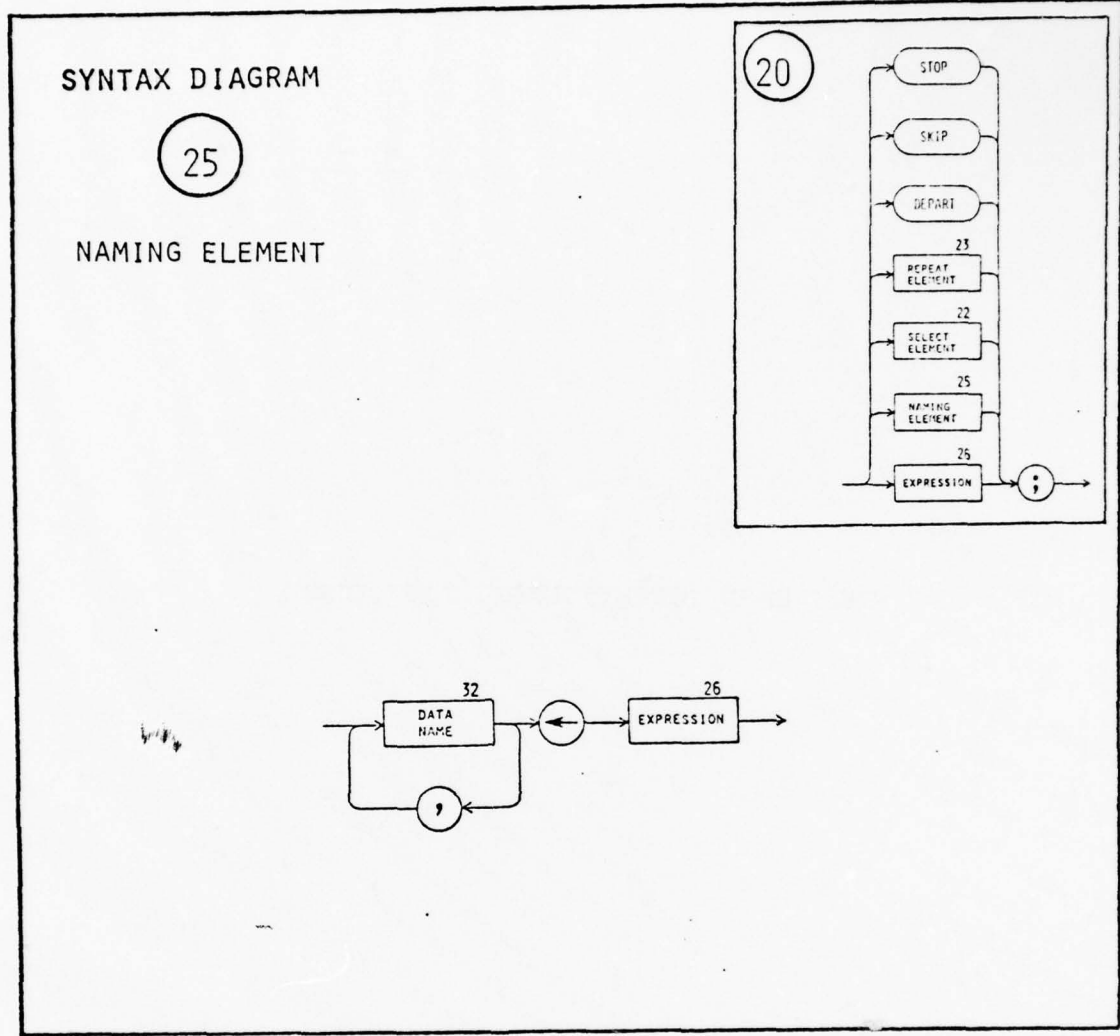 SYNTAX DIAGRAM
25
NAMING ELEMENT
20
STOP
SKIP
DEPART
23
REPEAT
ELEMENT
22
SELECT
ELEMENT
25
NAMING
ELEMENT
26
EXPRESSION
;
32
DATA
NAME
←
26
EXPRESSION
,